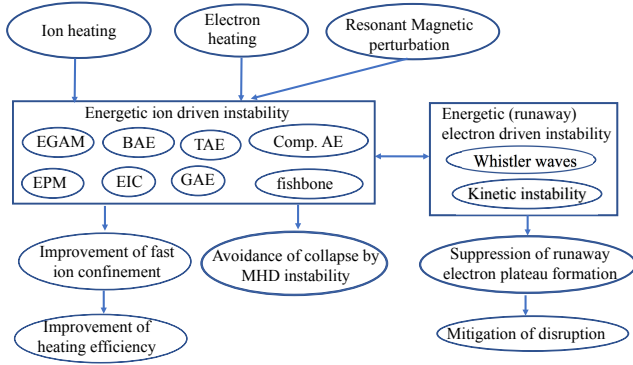 Ion heating
Electron
heating
Resonant Magnetic
perturbation
Energetic ion driven instability
EGAM
BAE
TAE
Comp. AE
EPM
EIC
GAE
fishbone
Energetic (runaway)
electron driven instability
Whistler waves
Kinetic instability
Improvement of fast
ion confinement
Avoidance of collapse by
MHD instability
Suppression of runaway
electron plateau formation
Improvement of
heating efficiency
Mitigation of disruption